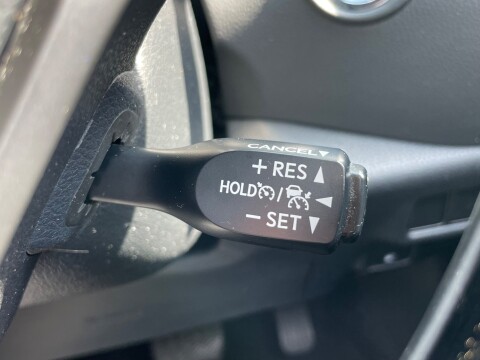 CANCEL▼
+ RES ▲
HOLD / ◀
− SET ▼